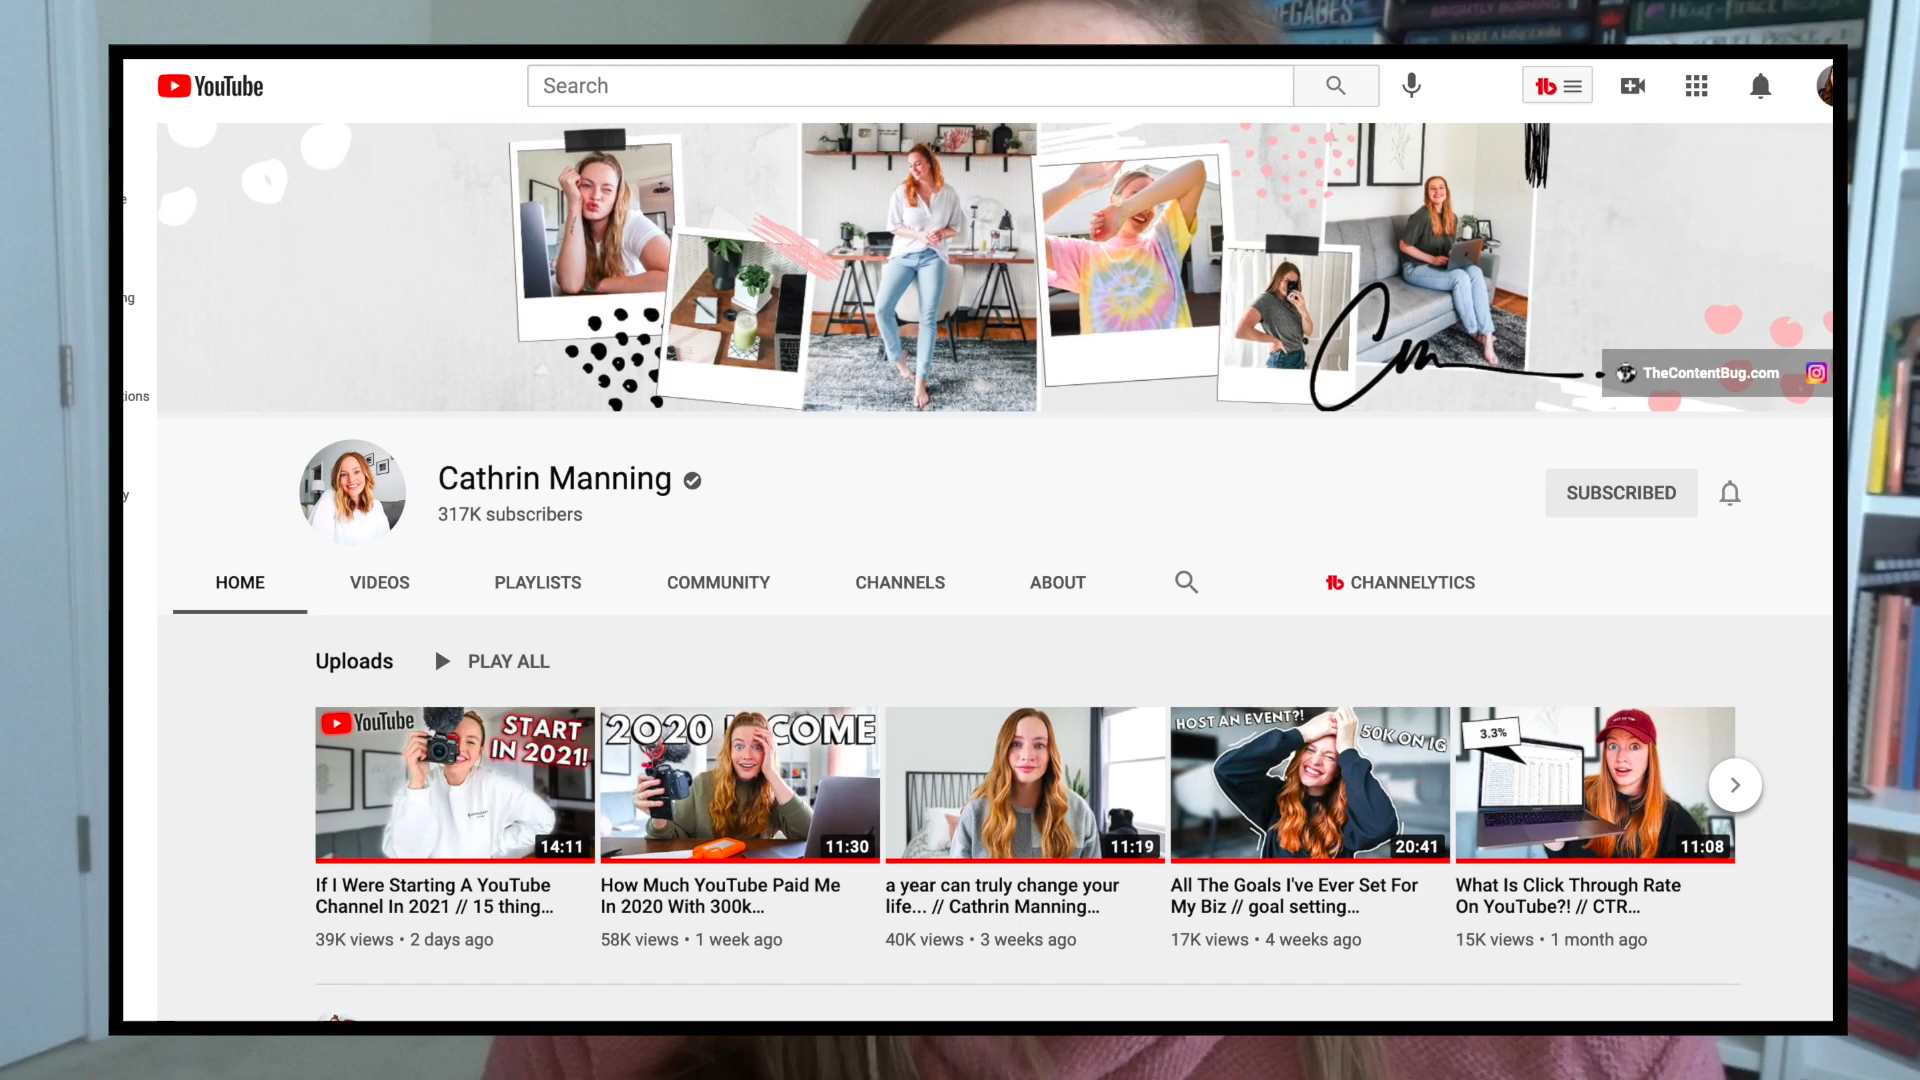 RENEGADES
BRIGHTLY BURNING
YouTube
Search
TheContentBug.com
Cathrin Manning
317K subscribers
SUBSCRIBED
HOME
VIDEOS
PLAYLISTS
COMMUNITY
CHANNELS
ABOUT
CHANNELYTICS
Uploads
PLAY ALL
YouTube
START
IN 2021!
14:11
2020 INCOME
11:30
11:19
HOST AN EVENT?!
50K ON IG
20:41
3.3%
11:08
If I Were Starting A YouTube
Channel In 2021 // 15 thing...
39K views • 2 days ago
How Much YouTube Paid Me
In 2020 With 300k...
58K views • 1 week ago
a year can truly change your
life... // Cathrin Manning...
40K views • 3 weeks ago
All The Goals I've Ever Set For
My Biz // goal setting...
17K views • 4 weeks ago
What Is Click Through Rate
On YouTube?! // CTR...
15K views • 1 month ago